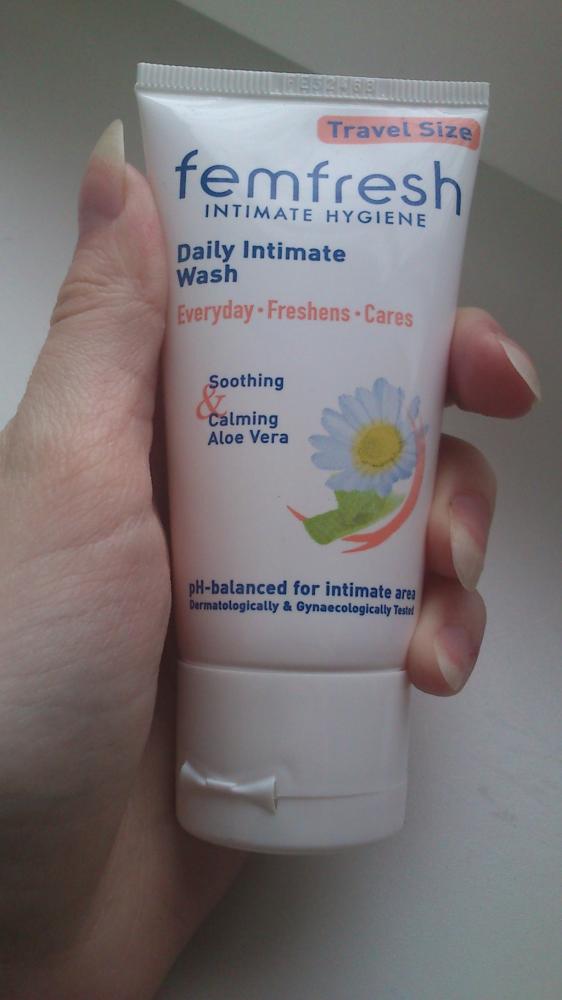 Travel Size
femfresh
INTIMATE HYGIENE
Daily Intimate
Wash
Everyday • Freshens • Cares
Soothing
&
Calming
Aloe Vera
pH-balanced for intimate area
Dermatologically & Gynaecologically Tested